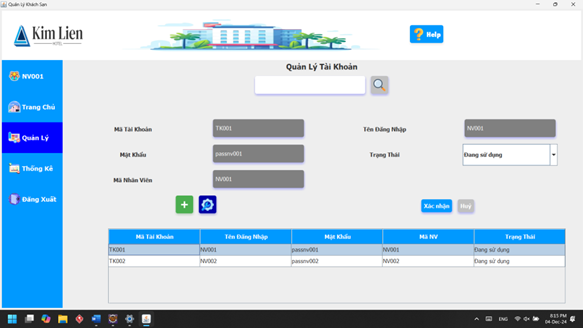 Quản Lý Khách Sạn
Kim Lien
HOTEL
? Help
NV001
Trang Chủ
Quản Lý
Thống Kê
Đăng Xuất
Quản Lý Tài Khoản
Mã Tài Khoản TK001 Tên Đăng Nhập NV001
Mật Khẩu passnv001 Trạng Thái Đang sử dụng
Mã Nhân Viên NV001
Xác nhận Huỷ
Mã Tài Khoản Tên Đăng Nhập Mật Khẩu Mã NV Trạng Thái
TK001 NV001 passnv001 NV001 Đang sử dụng
TK002 NV002 passnv002 NV002 Đang sử dụng
ENG 8:15 PM
04-Dec-24